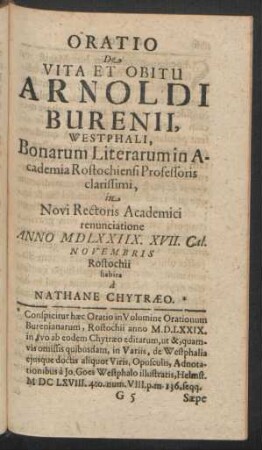 ORATIO
De
VITA ET OBITU
ARNOLDI
BURENII,
WESTPHALI,
Bonarum Literarum in A-
cademia Rostochiensi Professoris
clarissimi,
in
Novi Rectoris Academici
renunciatione
ANNO MDLXXIIX. XVII. Cal.
NOVEMBRIS
Rostochii
habita
à
NATHANE CHYTRÆO. *
* Conspicitur hæc Oratio in Volumine Orationum
Burenianarum, Rostochii anno M.D.LXXIX.
in 8vo ab eodem Chytræo editarum, ut &, quam-
vis omissis quibusdam, in Variis, de Westphalia
ejusque doctis aliquot Viris, Opusculis, Adnota-
tionibus à Jo. Goes Westphalo illustratis, Helmst.
M DC LXVIII. 4to. num. VIII. p.m. 136. seqq.
G 5 Sæpe